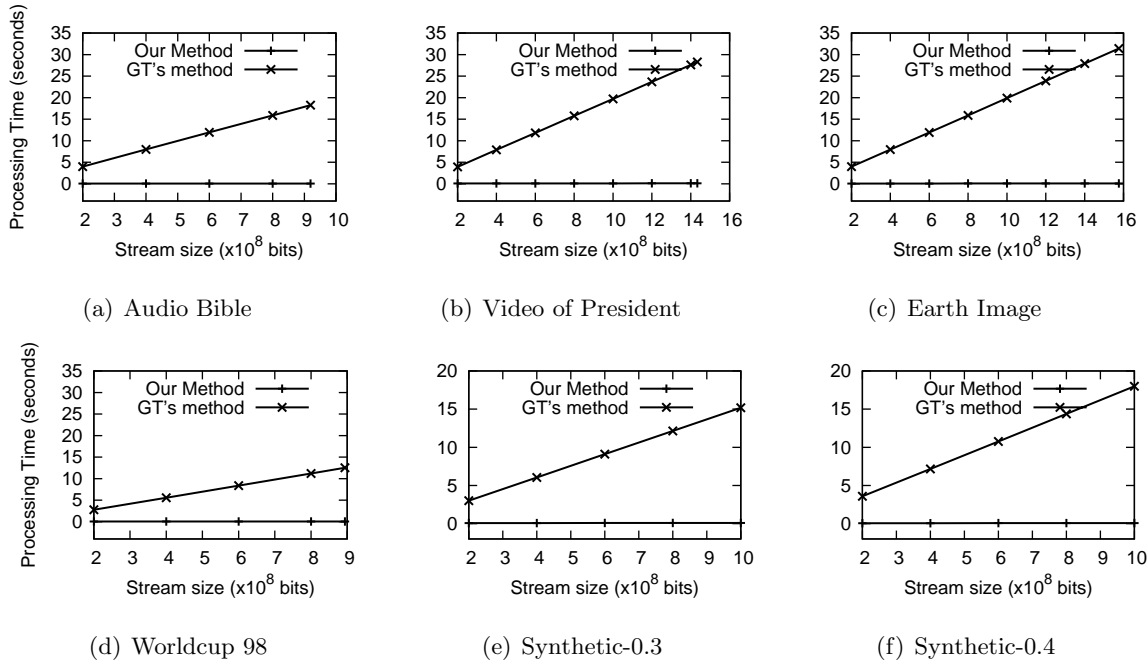 35
30
25
20
15
10
5
0
2 3 4 5 6 7 8 9 10
Processing Time (seconds)
Stream size (x10^8 bits)
Our Method
GT's method
(a) Audio Bible
35
30
25
20
15
10
5
0
2 4 6 8 10 12 14 16
Stream size (x10^8 bits)
Our Method
GT's method
(b) Video of President
35
30
25
20
15
10
5
0
2 4 6 8 10 12 14 16
Stream size (x10^8 bits)
Our Method
GT's method
(c) Earth Image
35
30
25
20
15
10
5
0
2 3 4 5 6 7 8 9
Processing Time (seconds)
Stream size (x10^8 bits)
Our Method
GT's method
(d) Worldcup 98
20
15
10
5
0
2 3 4 5 6 7 8 9 10
Stream size (x10^8 bits)
Our Method
GT's method
(e) Synthetic-0.3
20
15
10
5
0
2 3 4 5 6 7 8 9 10
Stream size (x10^8 bits)
Our Method
GT's method
(f) Synthetic-0.4